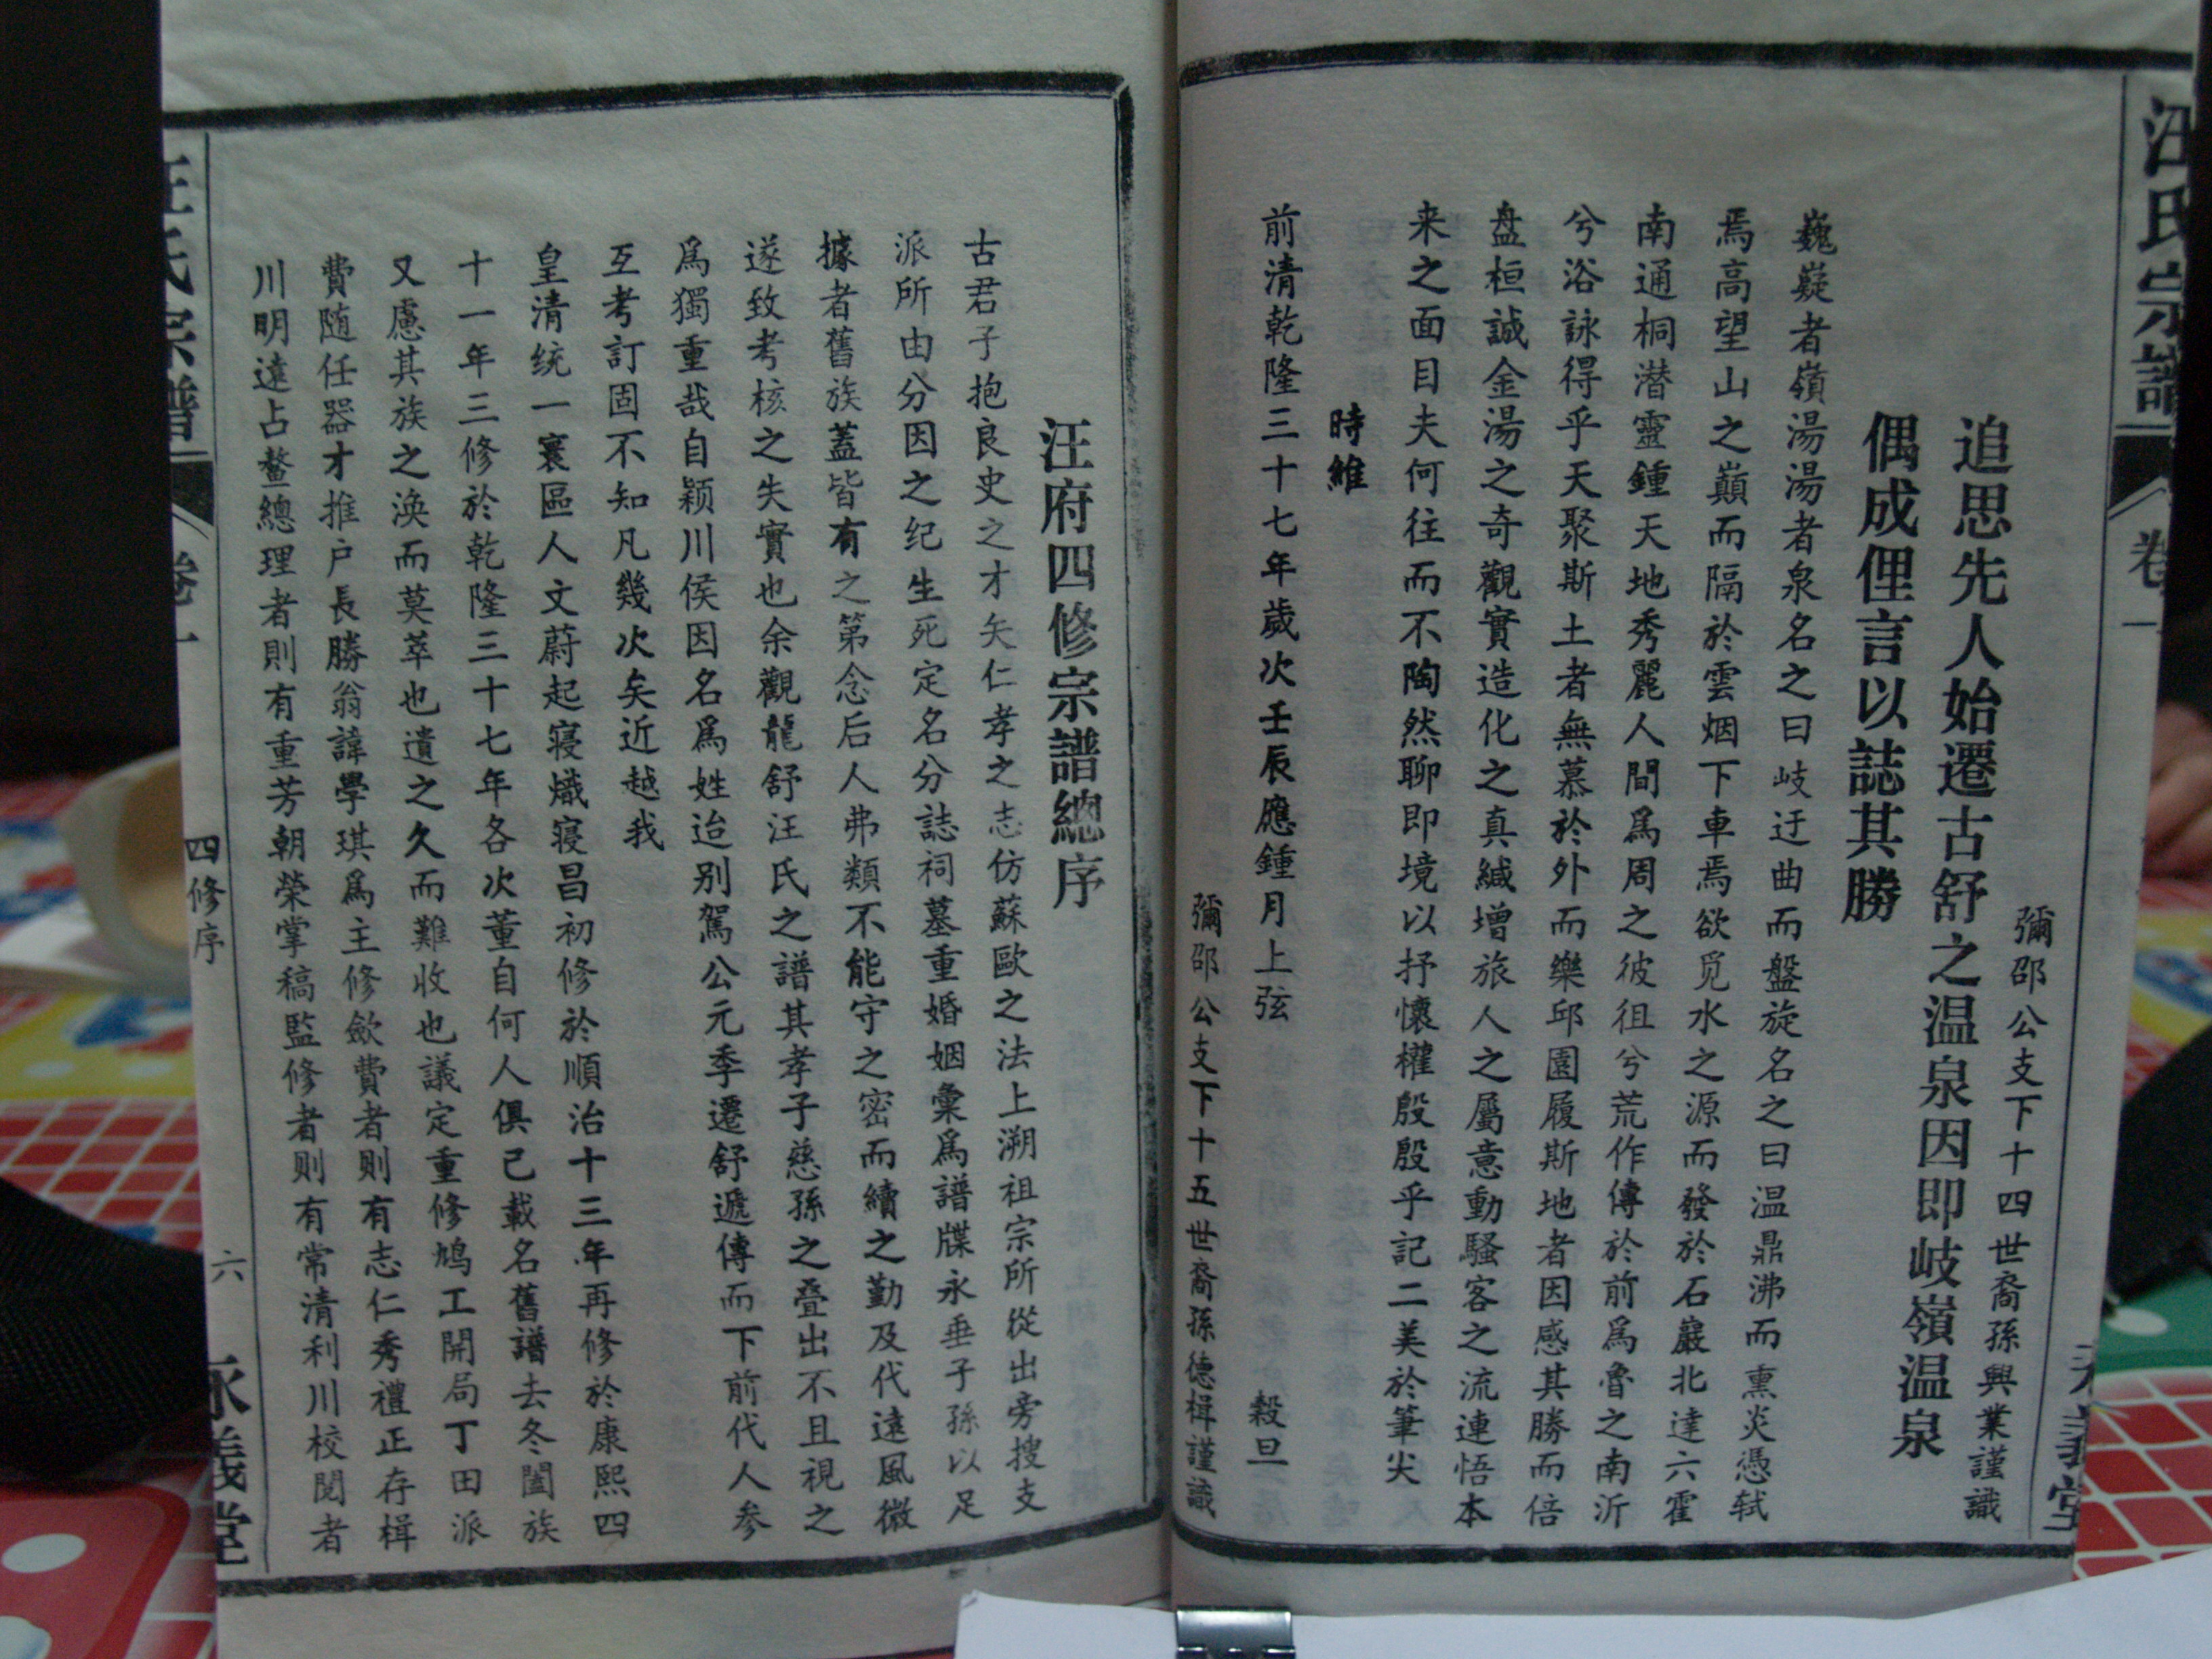 汪氏宗譜
卷一
永義堂
彌邵公支下十四世裔孫興業謹識
追思先人始遷古舒之温泉因即岐嶺温泉
偶成俚言以誌其勝
巍嶷者嶺湯湯者泉名之曰岐迂曲而盤旋名之曰温鼎沸而熏炎憑轼
焉高望山之巔而隔於雲烟下車焉欲覓水之源而發於石巖北達六霍
南通桐潜靈鍾天地秀麗人間爲周之彼徂兮荒作傳於前爲魯之南沂
兮浴詠得乎天聚斯土者無慕於外而樂邱園履斯地者因感其勝而倍
盘桓誠金湯之奇觀實造化之真緘增旅人之屬意動騷客之流連悟本
来之面目夫何往而不陶然聊即境以抒懷權殷殷乎記二美於筆尖
時維
前清乾隆三十七年歲次壬辰應鍾月上弦 穀旦
彌邵公支下十五世裔孫德楫謹識
汪府四修宗譜總序
古君子抱良史之才矢仁孝之志仿蘇歐之法上溯祖宗所從出旁搜支
派所由分因之纪生死定名分誌祠墓重婚姻彙爲譜牒永垂子孫以足
據者舊族蓋皆有之第念后人弗類不能守之密而續之勤及代遠風微
遂致考核之失實也余觀龍舒汪氏之譜其孝子慈孫之叠出不且視之
爲獨重哉自颖川侯因名爲姓迨别駕公元季遷舒遞傳而下前代人参
互考訂固不知凡幾次矣近越我
皇清统一寰區人文蔚起寝熾寝昌初修於順治十三年再修於康熙四
十一年三修於乾隆三十七年各次董自何人俱已載名舊譜去冬闔族
又慮其族之涣而莫萃也遺之久而難收也議定重修鳩工開局丁田派
費随任器才推户長勝翁諱學琪爲主修斂費者則有志仁秀禮正存楫
川明達占鳌總理者則有重芳朝榮掌稿監修者则有常清利川校閲者
汪氏宗譜
卷一
四修序
六
永義堂